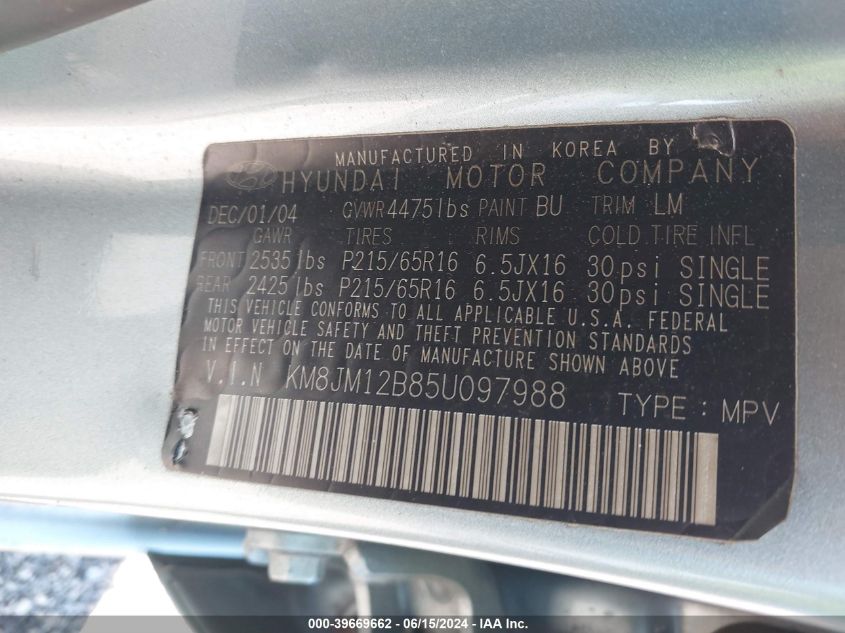 MANUFACTURED IN KOREA BY
HYUNDAI MOTOR COMPANY
DEC/01/04 GVWR 4475lbs PAINT BU TRIM LM
GAWR TIRES RIMS COLD TIRE INFL
FRONT 2535lbs P215/65R16 6.5JX16 30psi SINGLE
REAR 2425lbs P215/65R16 6.5JX16 30psi SINGLE
THIS VEHICLE CONFORMS TO ALL APPLICABLE U.S.A. FEDERAL
MOTOR VEHICLE SAFETY AND THEFT PREVENTION STANDARDS
IN EFFECT ON THE DATE OF MANUFACTURE SHOWN ABOVE
V.I.N KM8JM12B85U097988 TYPE : MPV
000-39669662 - 06/15/2024 - IAA Inc.